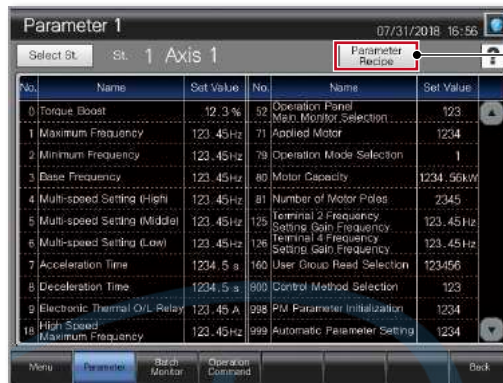 Parameter 1
07/31/2018 16:56
Select St.
St. 1 Axis 1
Parameter
Recipe
?
No. Name Set Value No. Name Set Value
0 Torque Boost 12.3 % 52 Operation Panel
Main Monitor Selection 123
1 Maximum Frequency 123.45Hz 71 Applied Motor 1234
2 Minimum Frequency 123.45Hz 79 Operation Mode Selection 1
3 Base Frequency 123.45Hz 80 Motor Capacity 1234.56kW
4 Multi-speed Setting (High) 123.45Hz 81 Number of Motor Poles 2345
5 Multi-speed Setting (Middle) 123.45Hz 125 Terminal 2 Frequency
Setting Gain Frequency 123.45Hz
6 Multi-speed Setting (Low) 123.45Hz 126 Terminal 4 Frequency
Setting Gain Frequency 123.45Hz
7 Acceleration Time 1234.5 s 160 User Group Read Selection 123456
8 Deceleration Time 1234.5 s 800 Control Method Selection 123
9 Electronic Thermal O/L Relay 123.45 A 998 PM Parameter Initialization 1234
18 High Speed
Maximum Frequency 123.45Hz 999 Automatic Parameter Setting 1234
Menu Parameter Batch
Monitor Operation
Command Back